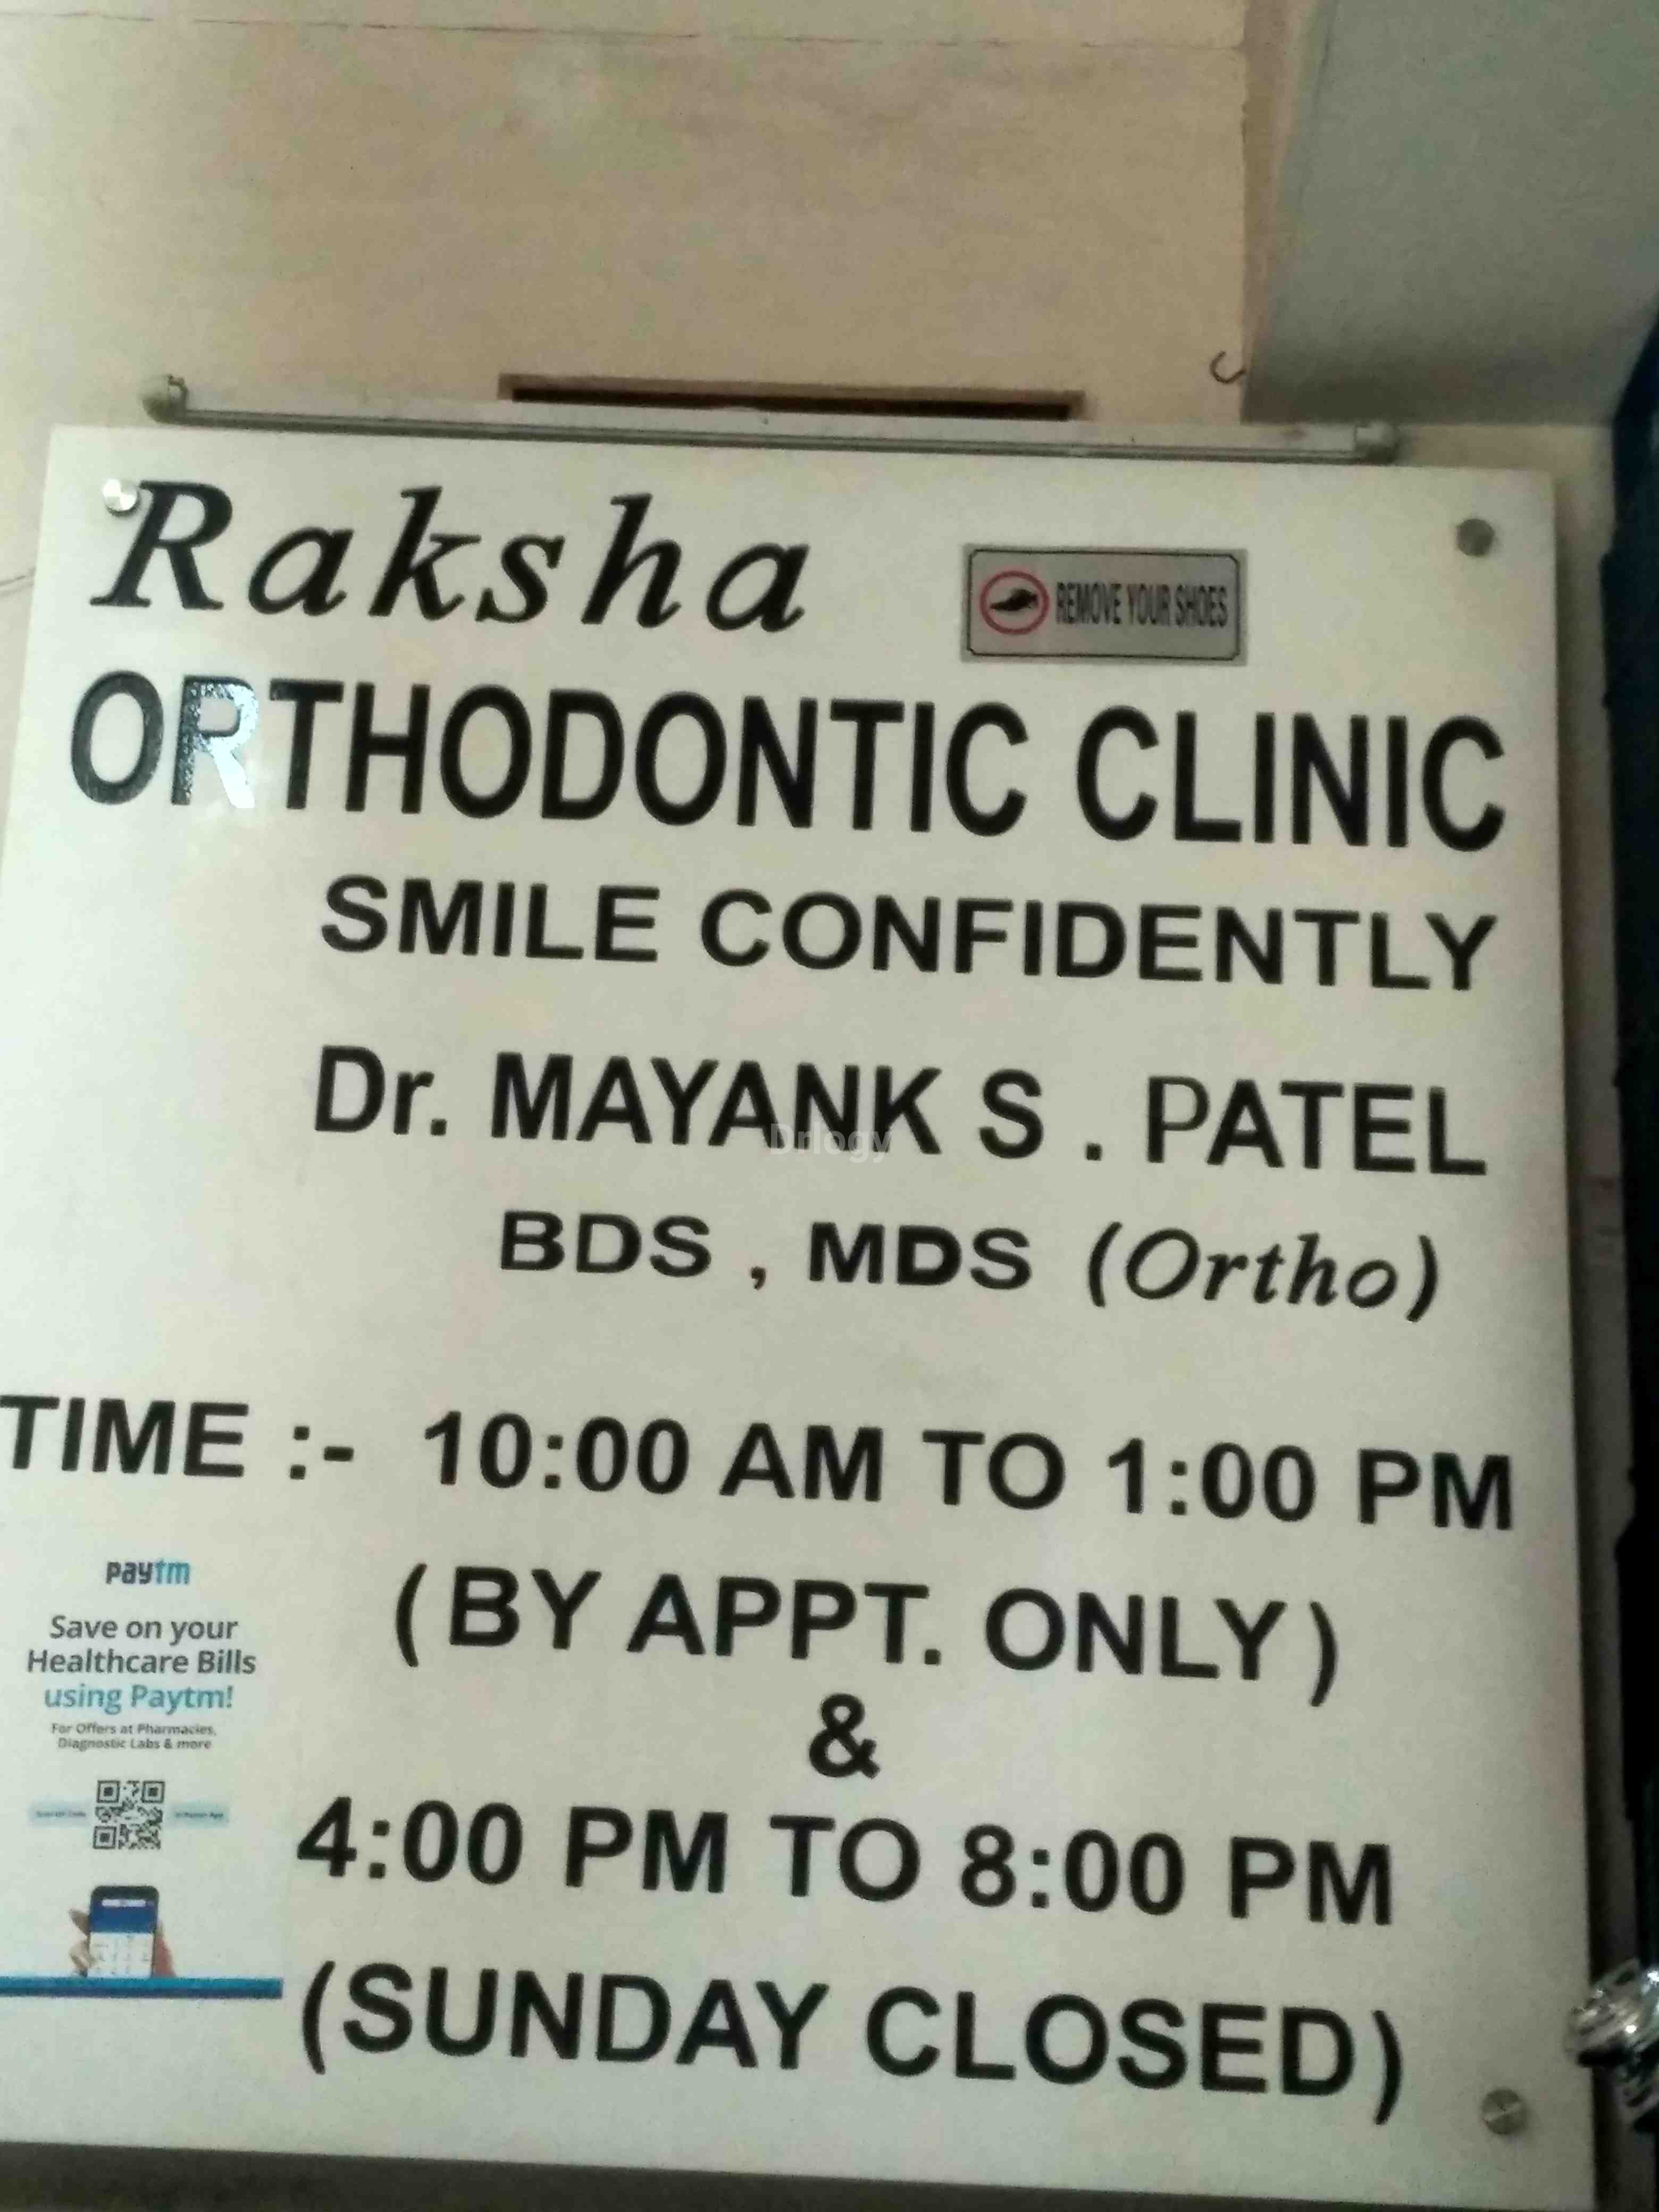 Raksha
REMOVE YOUR SHOES
ORTHODONTIC CLINIC
SMILE CONFIDENTLY
Dr. MAYANK S . PATEL
Drlogy
BDS , MDS (Ortho)
TIME :- 10:00 AM TO 1:00 PM
(BY APPT. ONLY)
&
4:00 PM TO 8:00 PM
(SUNDAY CLOSED)
paytm
Save on your
Healthcare Bills
using Paytm!
For Offers at Pharmacies,
Diagnostic Labs & more